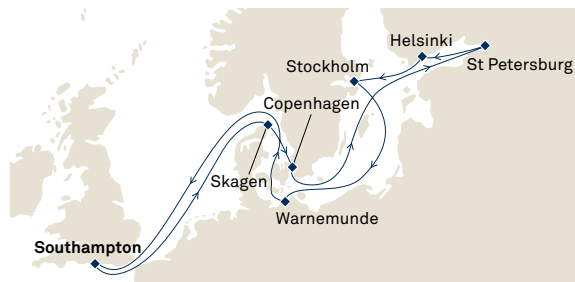 Helsinki
St Petersburg
Stockholm
Copenhagen
Skagen
Warnemunde
Southampton